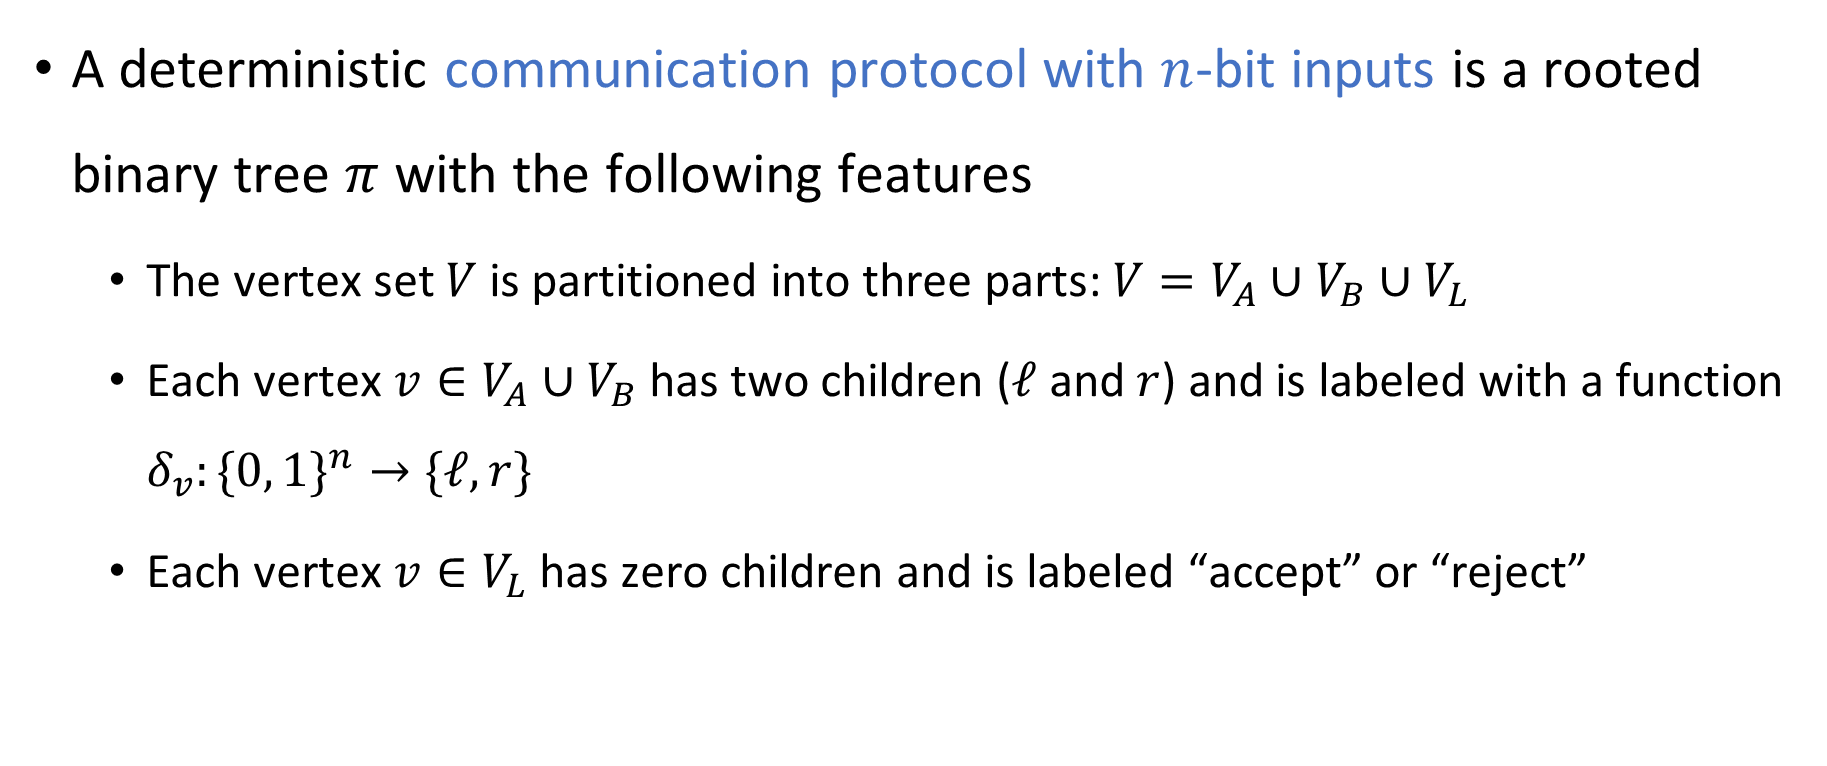 • A deterministic communication protocol with 𝑛-bit inputs is a rooted
binary tree 𝜋 with the following features
• The vertex set 𝑉 is partitioned into three parts: 𝑉 = 𝑉_𝐴 ∪ 𝑉_𝐵 ∪ 𝑉_𝐿
• Each vertex 𝑣 ∈ 𝑉_𝐴 ∪ 𝑉_𝐵 has two children (ℓ and 𝑟) and is labeled with a function
𝛿_𝑣: {0, 1}^𝑛 → {ℓ, 𝑟}
• Each vertex 𝑣 ∈ 𝑉_𝐿 has zero children and is labeled “accept” or “reject”